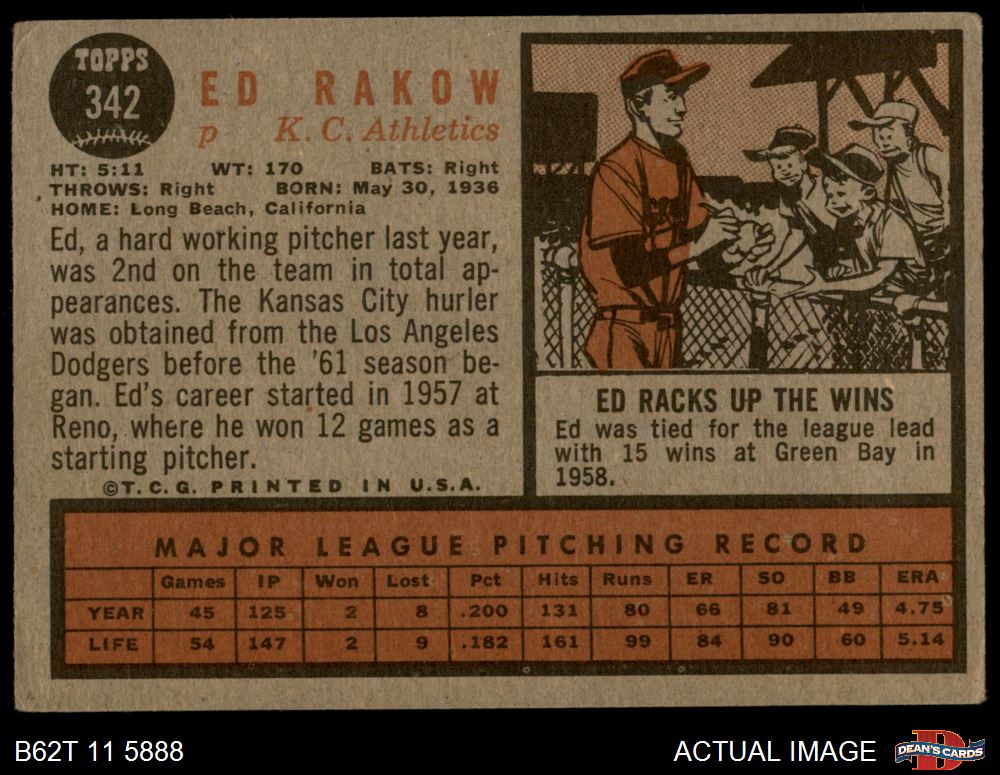 TOPPS
342
ED RAKOW
p K. C. Athletics
HT: 5:11 WT: 170 BATS: Right
THROWS: Right BORN: May 30, 1936
HOME: Long Beach, California
Ed, a hard working pitcher last year,
was 2nd on the team in total ap-
pearances. The Kansas City hurler
was obtained from the Los Angeles
Dodgers before the '61 season be-
gan. Ed's career started in 1957 at
Reno, where he won 12 games as a
starting pitcher.
©T.C.G. PRINTED IN U.S.A.
ED RACKS UP THE WINS
Ed was tied for the league lead
with 15 wins at Green Bay in
1958.
MAJOR LEAGUE PITCHING RECORD
Games IP Won Lost Pct Hits Runs ER SO BB ERA
YEAR 45 125 2 8 .200 131 80 66 81 49 4.75
LIFE 54 147 2 9 .182 161 99 84 90 60 5.14
B62T 11 5888
ACTUAL IMAGE
DEAN'S CARDS